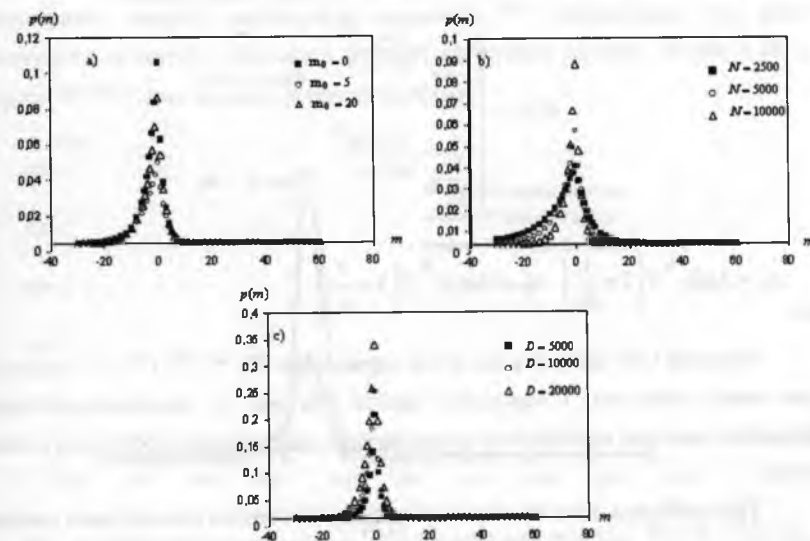 p(m)
0,12
0,1
0,08
0,06
0,04
0,02
0
-40 -20 0 20 40 60 80
m
a)
m₀ = 0
m₀ = 5
m₀ = 20
p(m)
0,1
0,09
0,08
0,07
0,06
0,05
0,04
0,03
0,02
0,01
0
-40 -20 0 20 40 60 80
m
b)
N = 2500
N = 5000
N = 10000
p(m)
0,4
0,35
0,3
0,25
0,2
0,15
0,1
0,05
0
-40 -20 0 20 40 60 80
m
c)
D = 5000
D = 10000
D = 20000